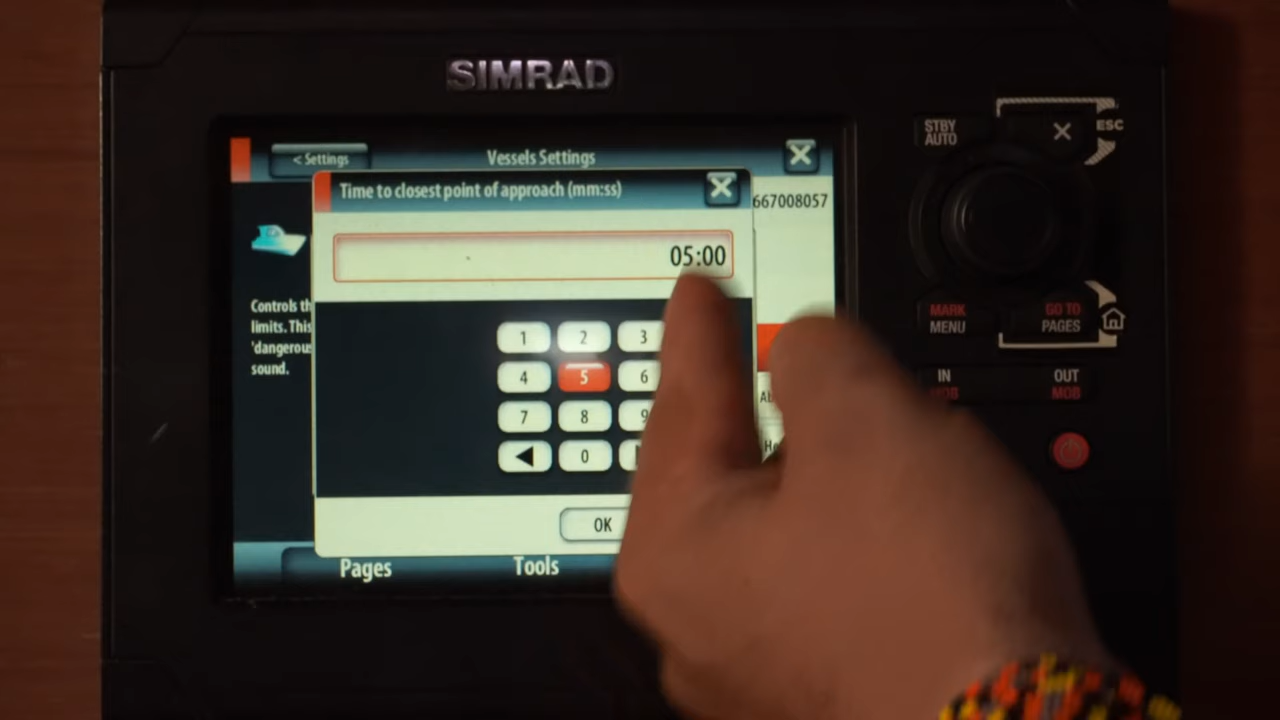 SIMRAD
STBY
AUTO
X
ESC
< Settings
Vessels Settings
Time to closest point of approach (mm:ss)
667008057
05:00
Controls th
limits. This
'dangerou
sound.
1
2
3
4
5
6
7
8
9
0
OK
Pages
Tools
MARK
MENU
GO TO
PAGES
IN
MOB
OUT
MOB